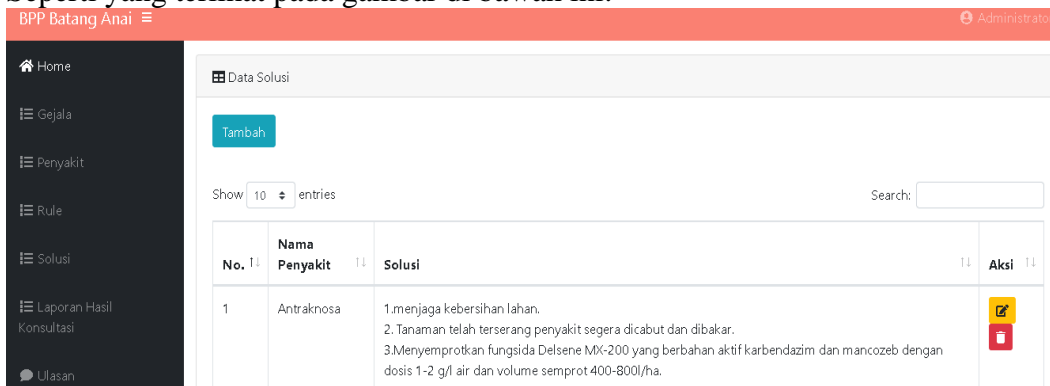 Seperti yang terlihat pada gambar di bawah ini.
BPP Batang Anai
Administrator
Home
Gejala
Penyakit
Rule
Solusi
Laporan Hasil
Konsultasi
Ulasan
Data Solusi
Tambah
Show 10 entries
Search:
No. Nama Penyakit Solusi Aksi
1 Antraknosa 1.menjaga kebersihan lahan.
2. Tanaman telah terserang penyakit segera dicabut dan dibakar.
3.Menyemprotkan fungsida Delsene MX-200 yang berbahan aktif karbendazim dan mancozeb dengan
dosis 1-2 g/l air dan volume semprot 400-800l/ha.